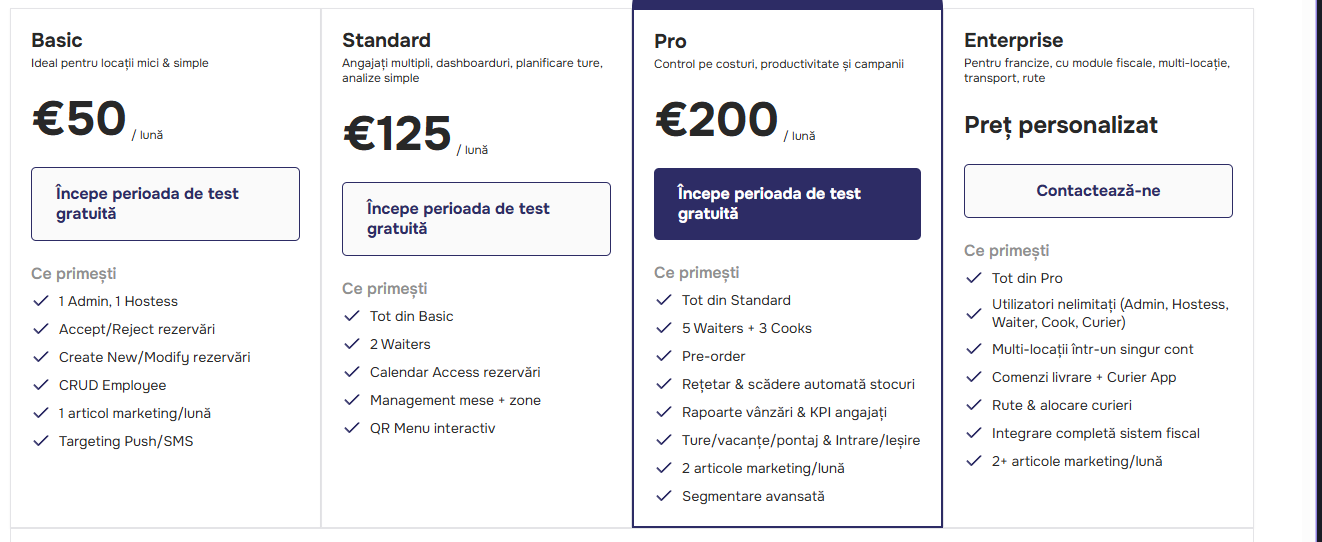 Basic
Ideal pentru locații mici & simple
€50 / lună
Începe perioada de test
gratuită
Ce primești
1 Admin, 1 Hostess
Accept/Reject rezervări
Create New/Modify rezervări
CRUD Employee
1 articol marketing/lună
Targeting Push/SMS
Standard
Angajați multipli, dashboarduri, planificare ture,
analize simple
€125 / lună
Începe perioada de test
gratuită
Ce primești
Tot din Basic
2 Waiters
Calendar Access rezervări
Management mese + zone
QR Menu interactiv
Pro
Control pe costuri, productivitate și campanii
€200 / lună
Începe perioada de test
gratuită
Ce primești
Tot din Standard
5 Waiters + 3 Cooks
Pre-order
Rețetar & scădere automată stocuri
Rapoarte vânzări & KPI angajați
Ture/vacanțe/pontaj & Intrare/Ieșire
2 articole marketing/lună
Segmentare avansată
Enterprise
Pentru francize, cu module fiscale, multi-locație,
transport, rute
Preț personalizat
Contactează-ne
Ce primești
Tot din Pro
Utilizatori nelimitați (Admin, Hostess,
Waiter, Cook, Curier)
Multi-locații într-un singur cont
Comenzi livrare + Curier App
Rute & alocare curieri
Integrare completă sistem fiscal
2+ articole marketing/lună